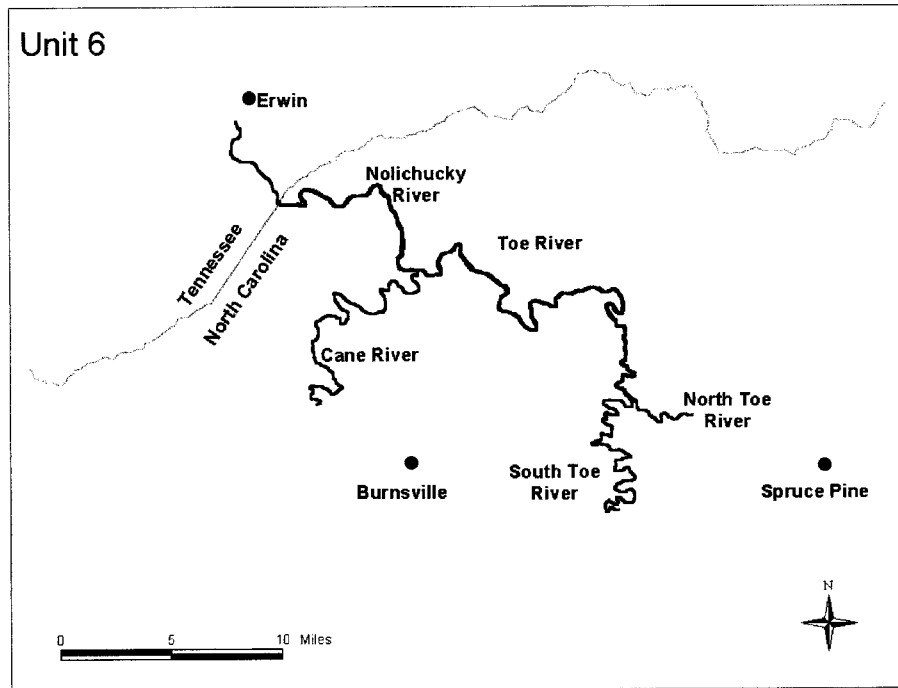 Unit 6
Erwin
Nolichucky
River
Toe River
Tennessee
North Carolina
Cane River
North Toe
River
South Toe
River
Burnsville
Spruce Pine
N
0 5 10 Miles